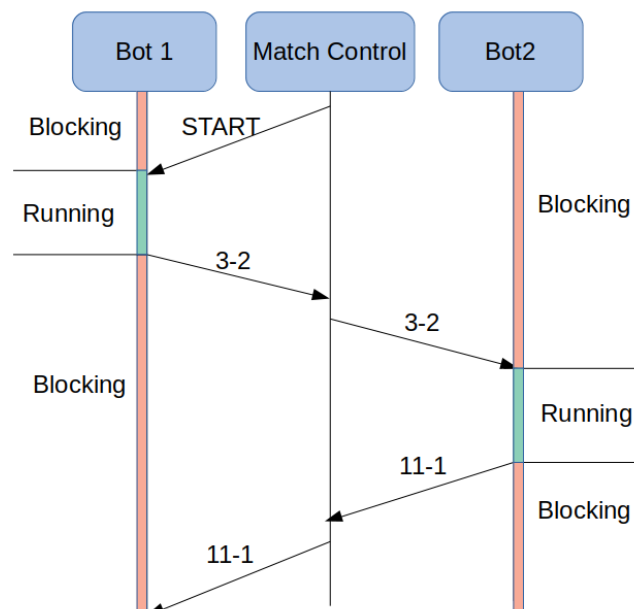 Bot 1
Match Control
Bot2
Blocking
START
Running
Blocking
3-2
3-2
Blocking
Running
11-1
Blocking
11-1